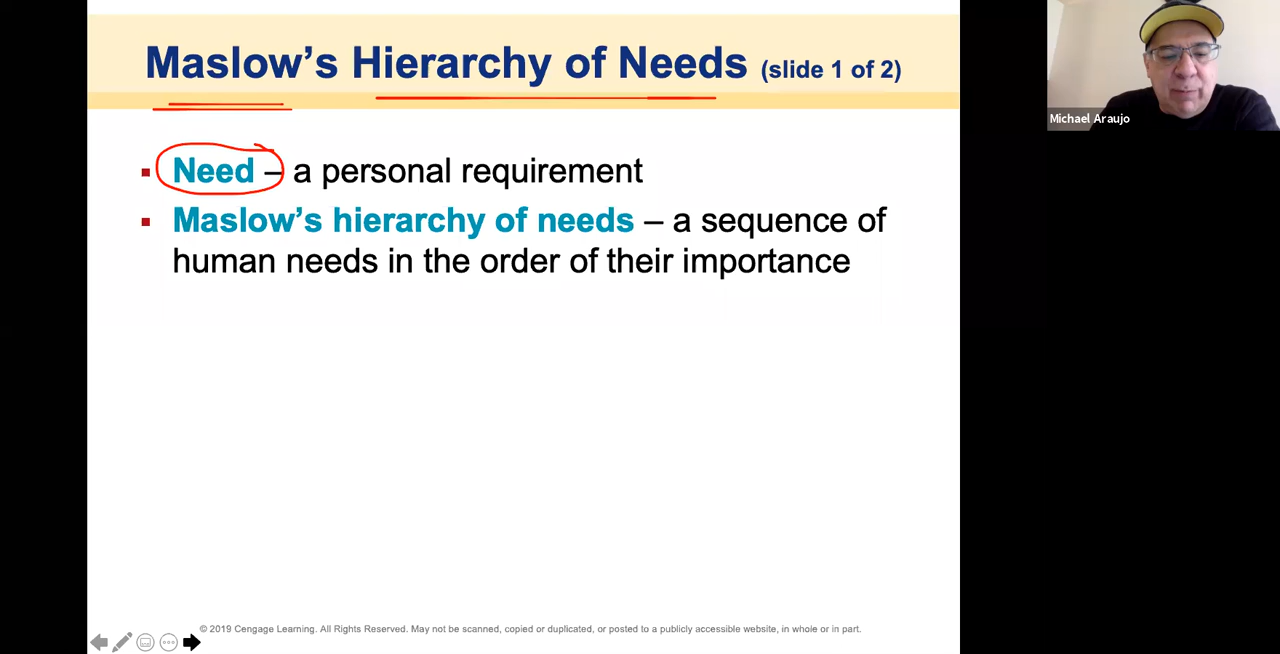 Maslow’s Hierarchy of Needs (slide 1 of 2)
Michael Araujo
▪ Need – a personal requirement
▪ Maslow’s hierarchy of needs – a sequence of
human needs in the order of their importance
© 2019 Cengage Learning. All Rights Reserved. May not be scanned, copied or duplicated, or posted to a publicly accessible website, in whole or in part.